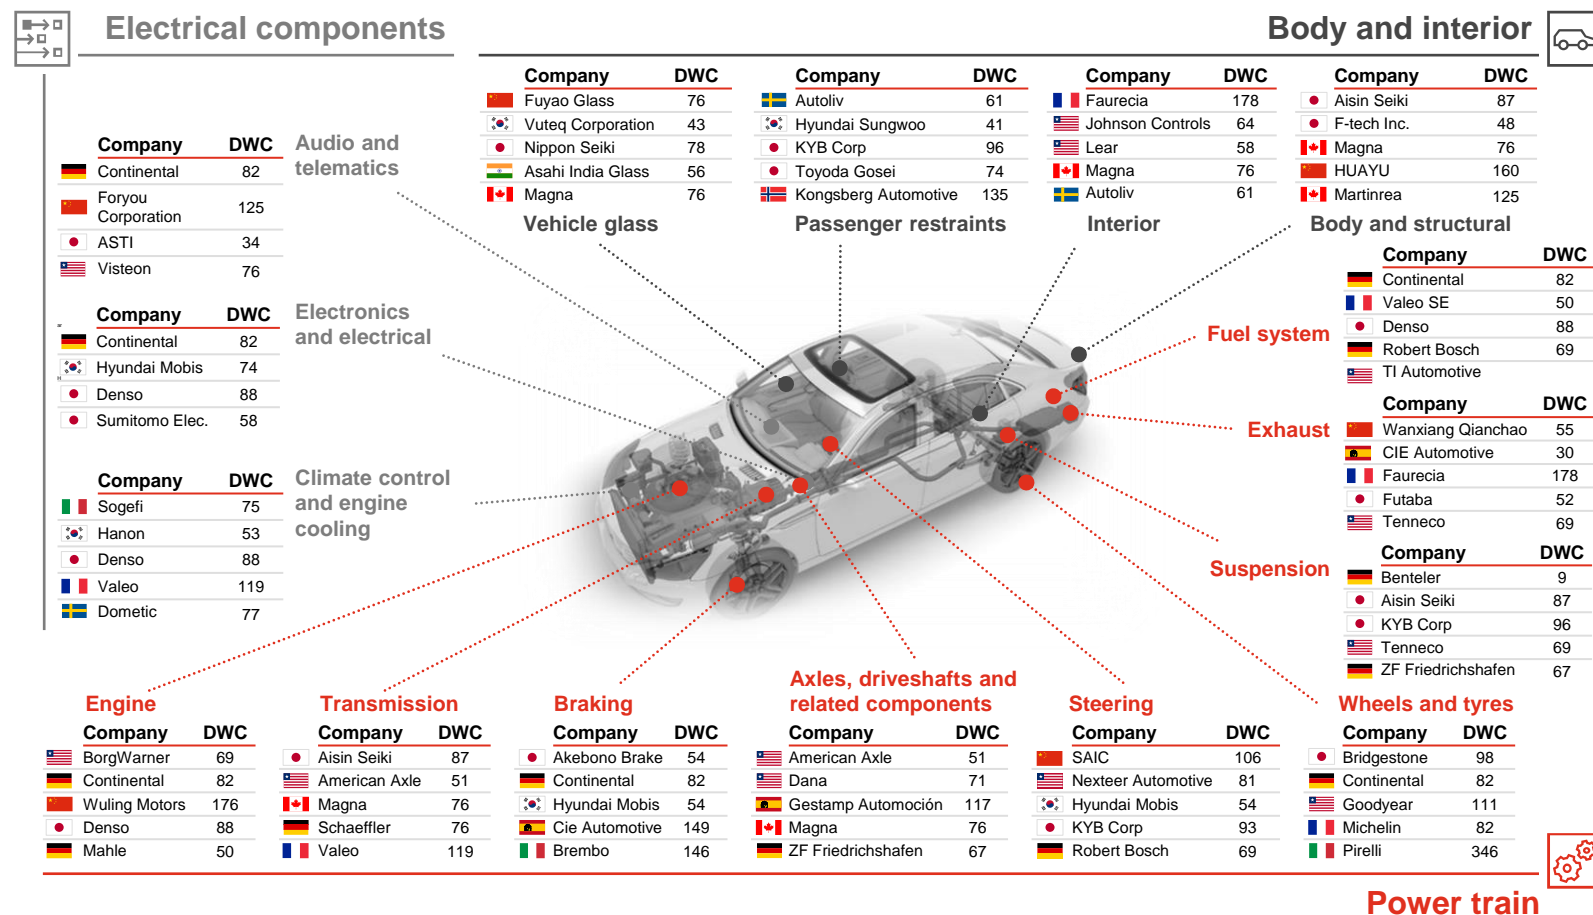 Electrical components
Body and interior
Company DWC
Fuyao Glass 76
Vuteq Corporation 43
Nippon Seiki 78
Asahi India Glass 56
Magna 76
Vehicle glass
Company DWC
Autoliv 61
Hyundai Sungwoo 41
KYB Corp 96
Toyoda Gosei 74
Kongsberg Automotive 135
Passenger restraints
Company DWC
Faurecia 178
Johnson Controls 64
Lear 58
Magna 76
Autoliv 61
Interior
Company DWC
Aisin Seiki 87
F-tech Inc. 48
Magna 76
HUAYU 160
Martinrea 125
Body and structural
Company DWC
Continental 82
Foryou
Corporation 125
ASTI 34
Visteon 76
Audio and
telematics
Company DWC
Continental 82
Hyundai Mobis 74
Denso 88
Sumitomo Elec. 58
Electronics
and electrical
Company DWC
Sogefi 75
Hanon 53
Denso 88
Valeo 119
Dometic 77
Climate control
and engine
cooling
Fuel system
Company DWC
Continental 82
Valeo SE 50
Denso 88
Robert Bosch 69
TI Automotive
Exhaust
Company DWC
Wanxiang Qianchao 55
CIE Automotive 30
Faurecia 178
Futaba 52
Tenneco 69
Suspension
Company DWC
Benteler 9
Aisin Seiki 87
KYB Corp 96
Tenneco 69
ZF Friedrichshafen 67
Engine
Company DWC
BorgWarner 69
Continental 82
Wuling Motors 176
Denso 88
Mahle 50
Transmission
Company DWC
Aisin Seiki 87
American Axle 51
Magna 76
Schaeffler 76
Valeo 119
Braking
Company DWC
Akebono Brake 54
Continental 82
Hyundai Mobis 54
Cie Automotive 149
Brembo 146
Axles, driveshafts and
related components
Company DWC
American Axle 51
Dana 71
Gestamp Automoción 117
Magna 76
ZF Friedrichshafen 67
Steering
Company DWC
SAIC 106
Nexteer Automotive 81
Hyundai Mobis 54
KYB Corp 93
Robert Bosch 69
Wheels and tyres
Company DWC
Bridgestone 98
Continental 82
Goodyear 111
Michelin 82
Pirelli 346
Power train